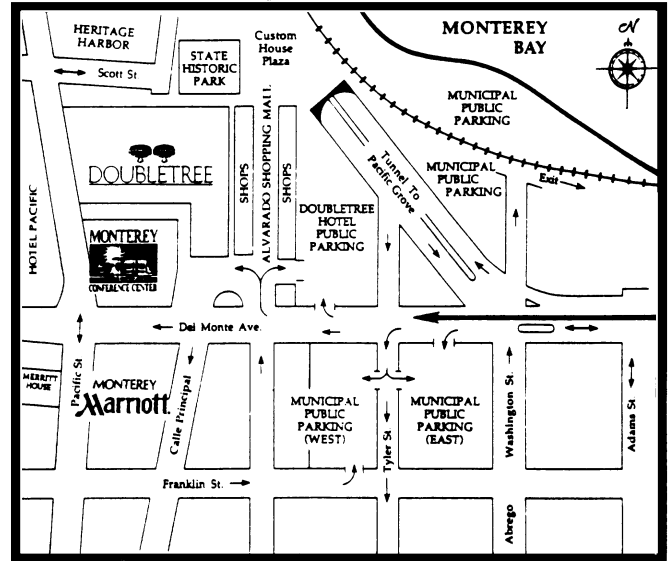 HERITAGE
HARBOR
Custom
House
Plaza
MONTEREY
BAY
N
Scott St
STATE
HISTORIC
PARK
MUNICIPAL
PUBLIC
PARKING
Tunnel To
Pacific Grove
MUNICIPAL
PUBLIC
PARKING
Exit
DOUBLETREE
SHOPS
ALVARADO SHOPPING MALL
SHOPS
DOUBLETREE
HOTEL PUBLIC
PARKING
HOTEL PACIFIC
MONTEREY
CONFERENCE CENTER
Del Monte Ave.
MERRITT
HOUSE
Pacific St
MONTEREY
Marriott
Calle Principal
MUNICIPAL
PUBLIC
PARKING
(WEST)
Tyler St
MUNICIPAL
PUBLIC
PARKING
(EAST)
Washington St.
Adams St
Franklin St.
Abrego